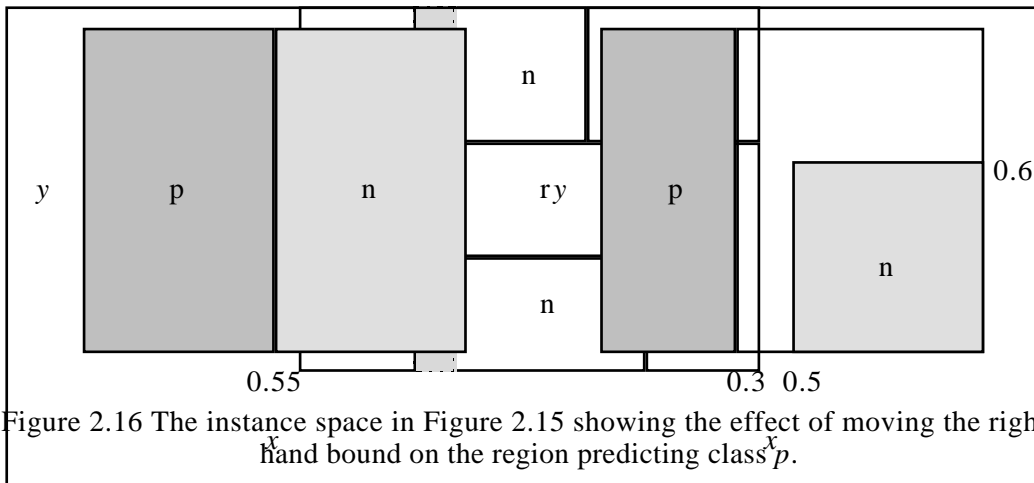 n
0.6
y p n r y p
n
n
0.55 0.3 0.5
Figure 2.16 The instance space in Figure 2.15 showing the effect of moving the righ
x x
hand bound on the region predicting class p.